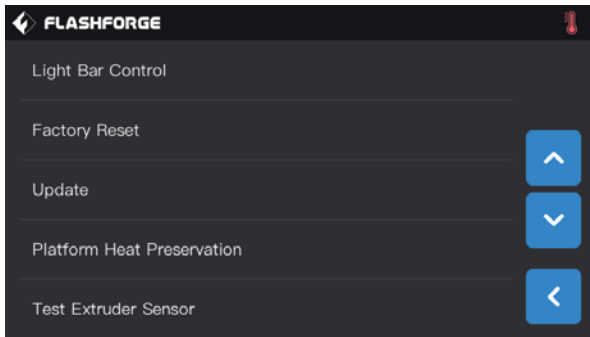 FLASHFORGE
Light Bar Control
Factory Reset
Update
Platform Heat Preservation
Test Extruder Sensor